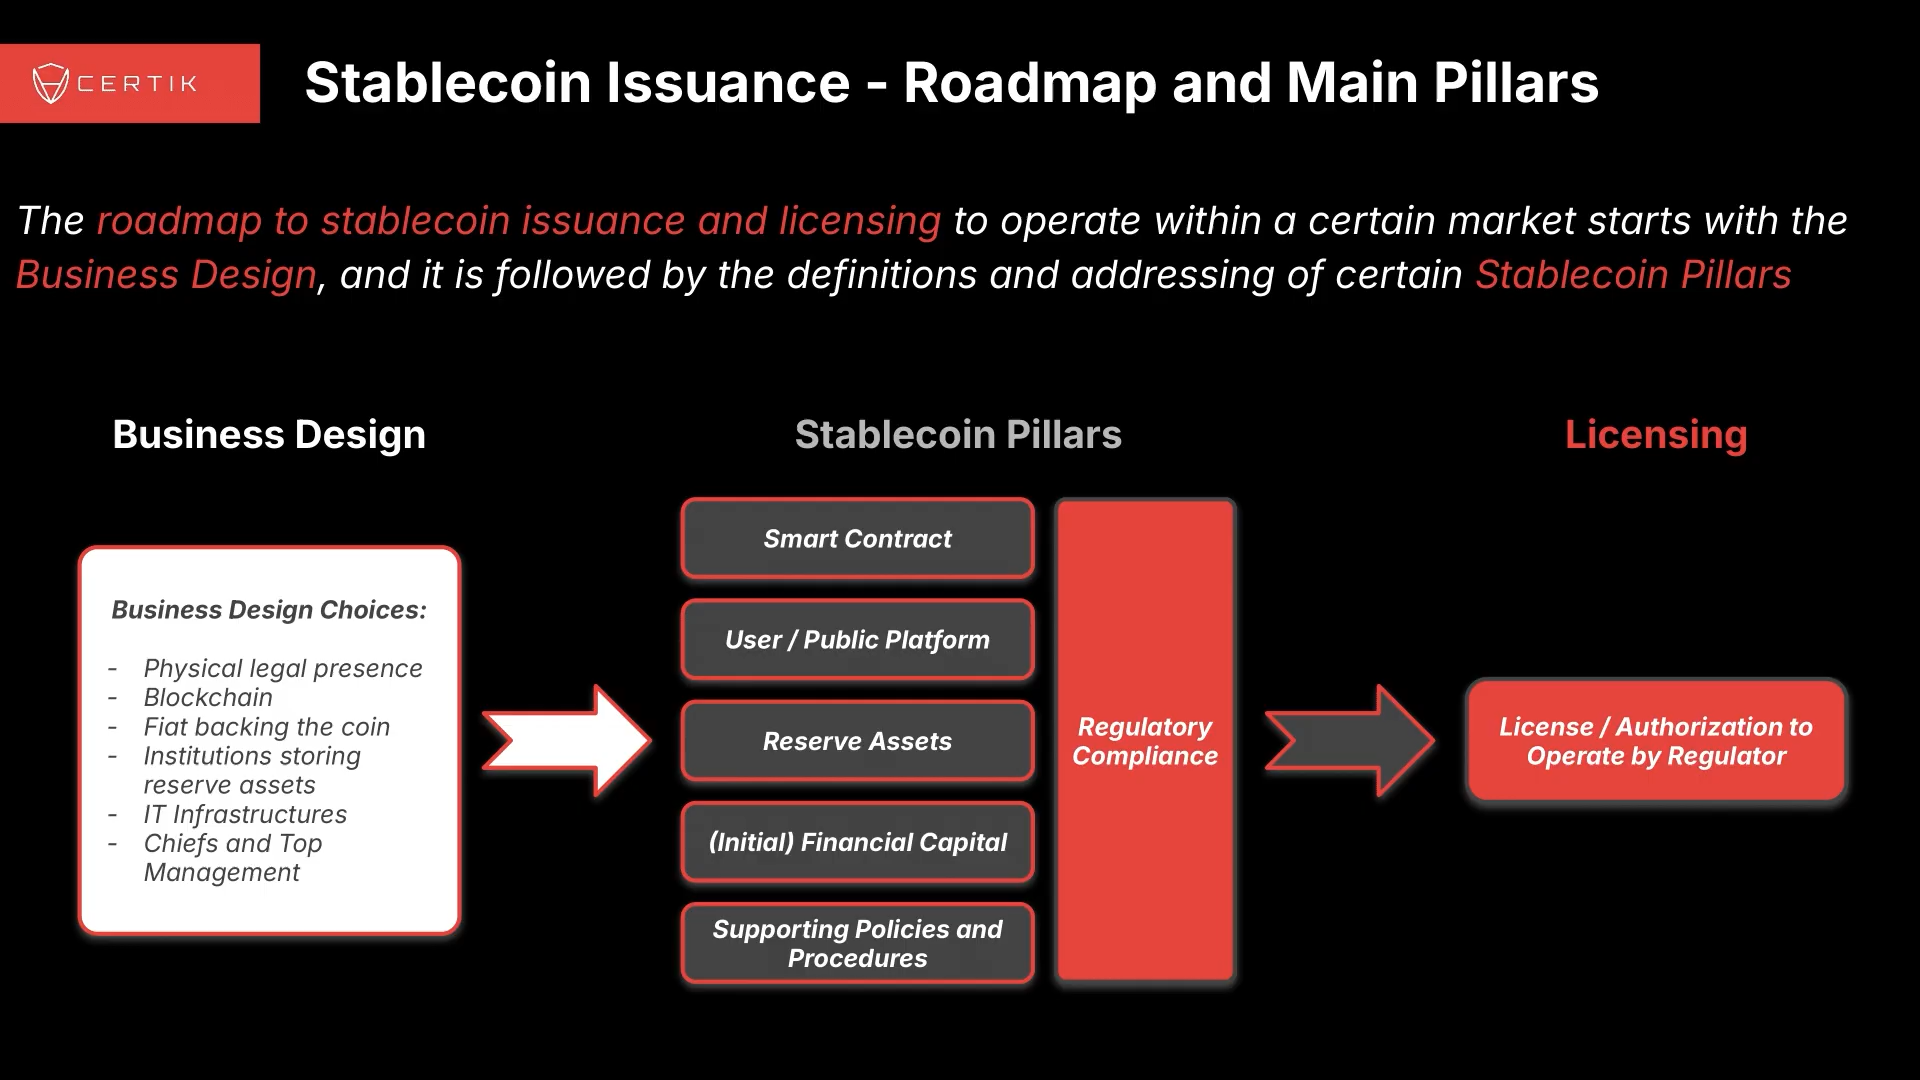 CERTIK
Stablecoin Issuance - Roadmap and Main Pillars
The roadmap to stablecoin issuance and licensing to operate within a certain market starts with the
Business Design, and it is followed by the definitions and addressing of certain Stablecoin Pillars
Business Design
Business Design Choices:
- Physical legal presence
- Blockchain
- Fiat backing the coin
- Institutions storing
reserve assets
- IT Infrastructures
- Chiefs and Top
Management
Stablecoin Pillars
Smart Contract
User / Public Platform
Reserve Assets
(Initial) Financial Capital
Supporting Policies and
Procedures
Regulatory
Compliance
Licensing
License / Authorization to
Operate by Regulator